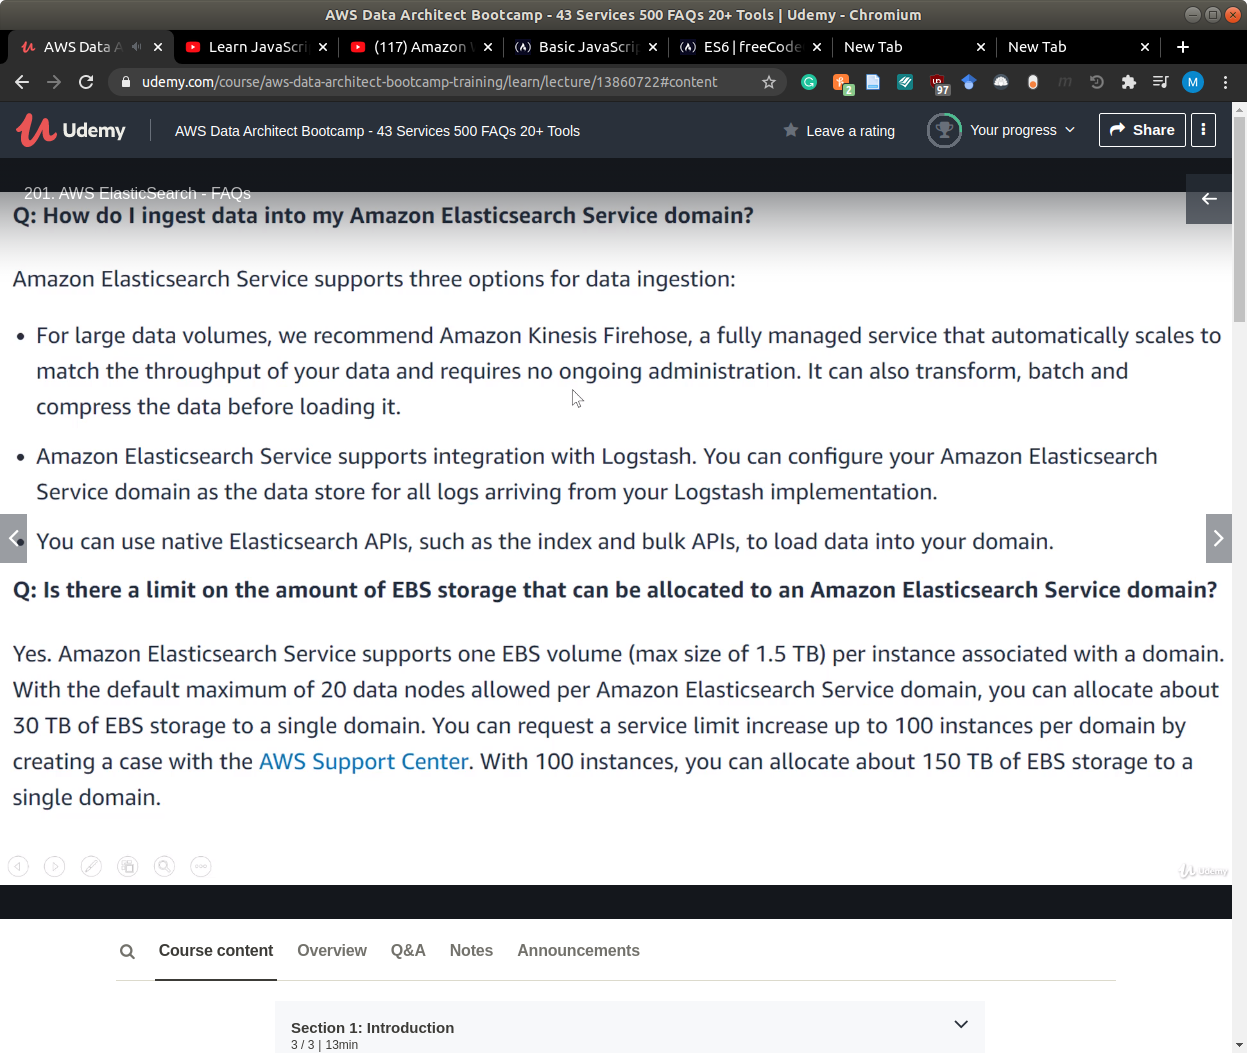 AWS Data Architect Bootcamp - 43 Services 500 FAQs 20+ Tools | Udemy - Chromium
AWS Data A
Learn JavaScri
(117) Amazon
Basic JavaScrip
ES6 | freeCode
New Tab
New Tab
udemy.com/course/aws-data-architect-bootcamp-training/learn/lecture/13860722#content
2
97
M
Udemy
AWS Data Architect Bootcamp - 43 Services 500 FAQs 20+ Tools
Leave a rating
Your progress
Share
201. AWS ElasticSearch - FAQs
Q: How do I ingest data into my Amazon Elasticsearch Service domain?
Amazon Elasticsearch Service supports three options for data ingestion:
• For large data volumes, we recommend Amazon Kinesis Firehose, a fully managed service that automatically scales to
match the throughput of your data and requires no ongoing administration. It can also transform, batch and
compress the data before loading it.
• Amazon Elasticsearch Service supports integration with Logstash. You can configure your Amazon Elasticsearch
Service domain as the data store for all logs arriving from your Logstash implementation.
• You can use native Elasticsearch APIs, such as the index and bulk APIs, to load data into your domain.
Q: Is there a limit on the amount of EBS storage that can be allocated to an Amazon Elasticsearch Service domain?
Yes. Amazon Elasticsearch Service supports one EBS volume (max size of 1.5 TB) per instance associated with a domain.
With the default maximum of 20 data nodes allowed per Amazon Elasticsearch Service domain, you can allocate about
30 TB of EBS storage to a single domain. You can request a service limit increase up to 100 instances per domain by
creating a case with the AWS Support Center. With 100 instances, you can allocate about 150 TB of EBS storage to a
single domain.
Udemy
Course content
Overview
Q&A
Notes
Announcements
Section 1: Introduction
3 / 3 | 13min